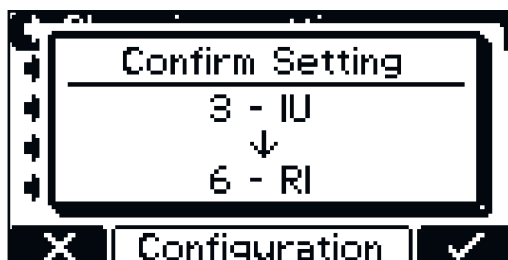 Confirm Setting
3 - IU
↓
6 - RI
Configuration